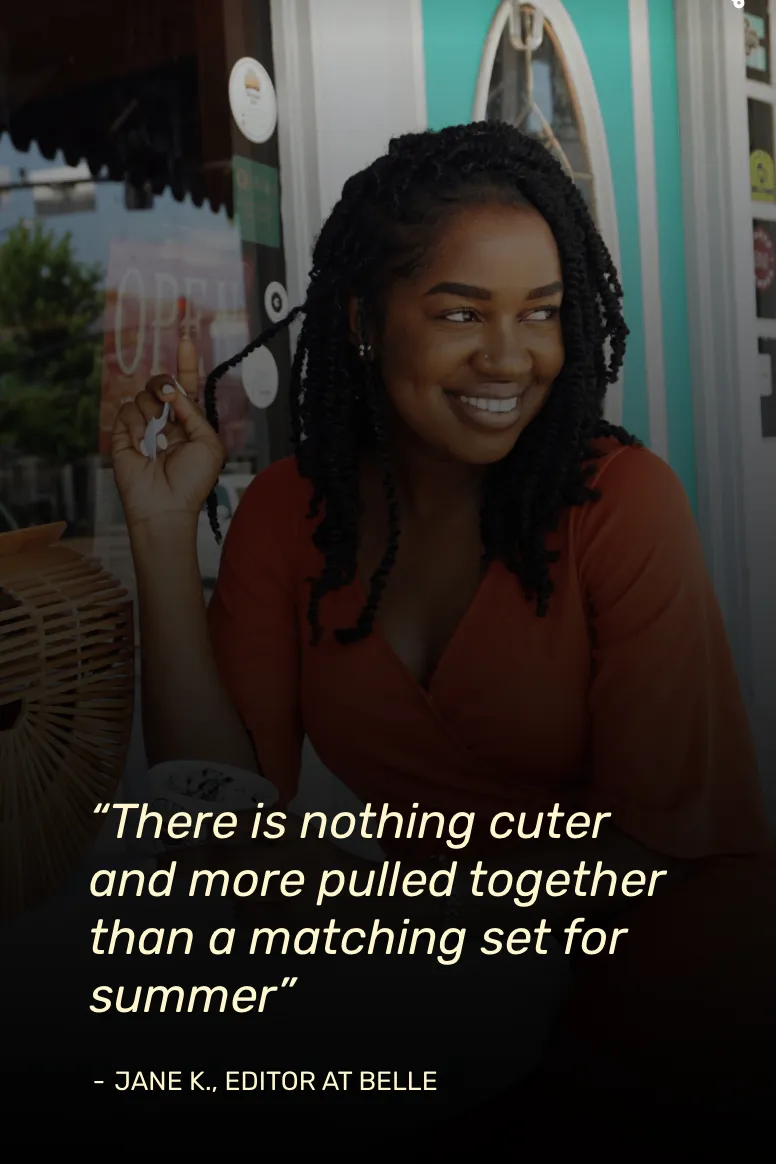 OPEN
“There is nothing cuter
and more pulled together
than a matching set for
summer”
- JANE K., EDITOR AT BELLE